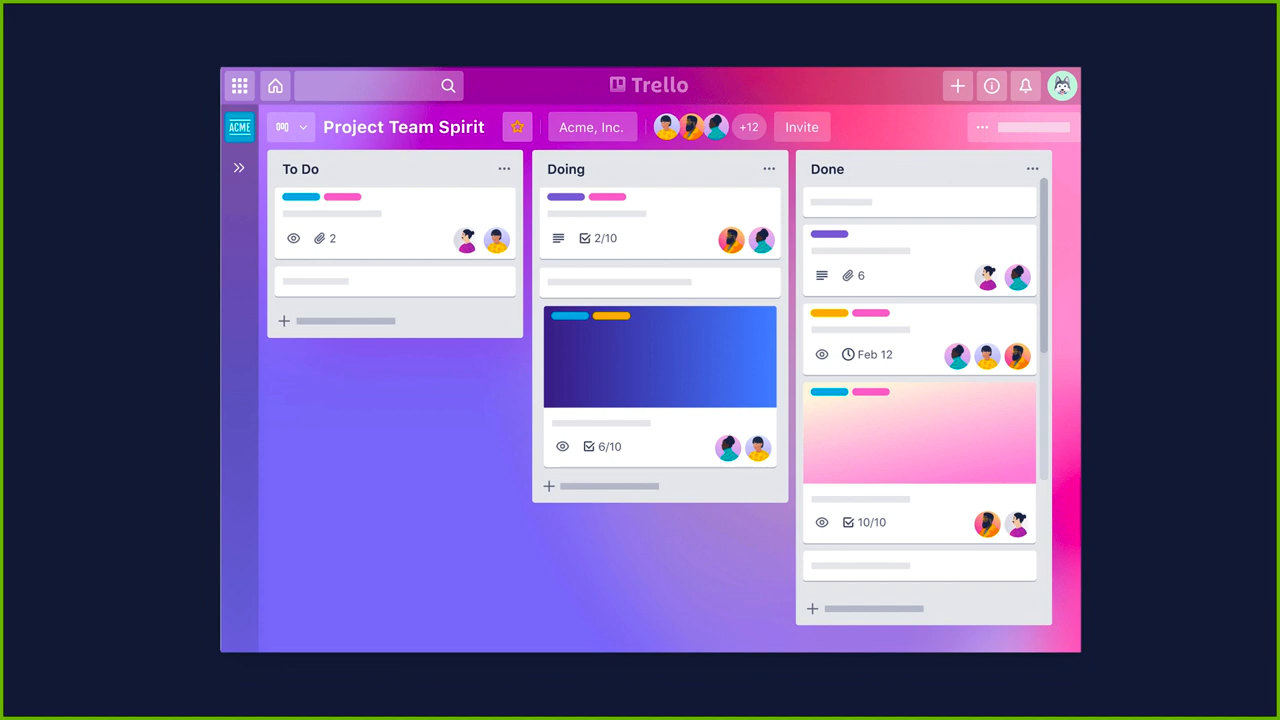 Trello
ACME
Project Team Spirit
Acme, Inc.
+12
Invite
To Do
2
Doing
2/10
6/10
Done
6
Feb 12
10/10